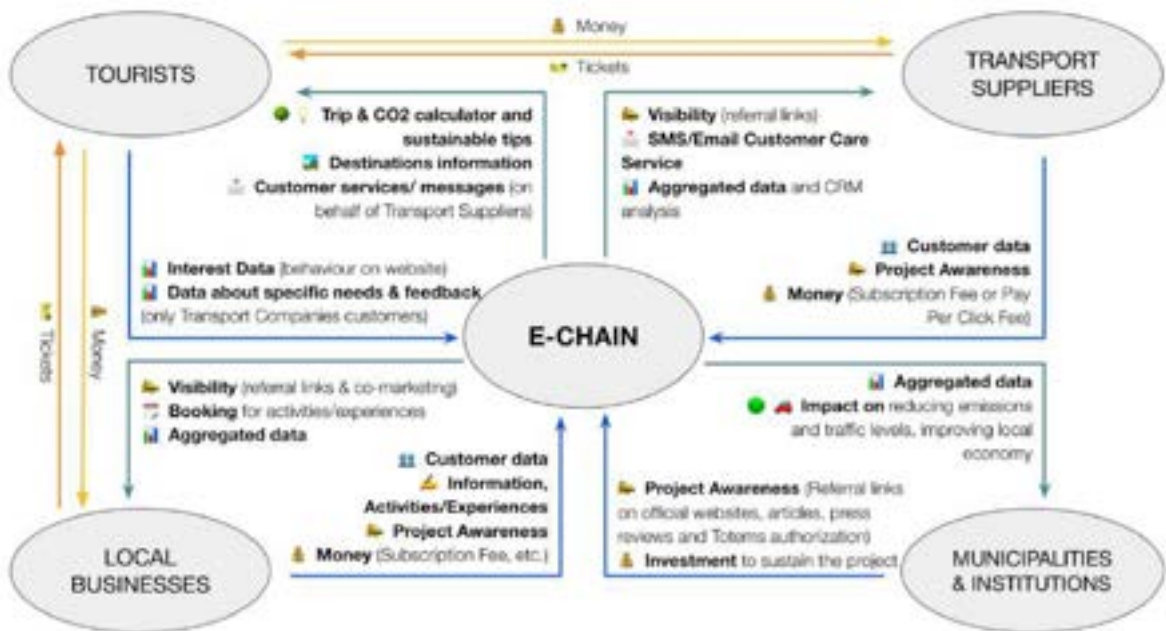 Money
Tickets
TOURISTS
TRANSPORT
SUPPLIERS
Trip & CO2 calculator and
sustainable tips
Destinations information
Customer services/ messages (on
behalf of Transport Suppliers)
Visibility (referral links)
SMS/Email Customer Care
Service
Aggregated data and CRM
analysis
Interest Data (behaviour on website)
Data about specific needs & feedback
(only Transport Companies customers)
Customer data
Project Awareness
Money (Subscription Fee or Pay
Per Click Fee)
E-CHAIN
Tickets
Money
Visibility (referral links & co-marketing)
Booking for activities/experiences
Aggregated data
Aggregated data
Impact on reducing emissions
and traffic levels, improving local
economy
Customer data
Information,
Activities/Experiences
Project Awareness
Money (Subscription Fee, etc.)
Project Awareness (Referral links
on official websites, articles, press
reviews and Totems authorization)
Investment to sustain the project
LOCAL
BUSINESSES
MUNICIPALITIES
& INSTITUTIONS